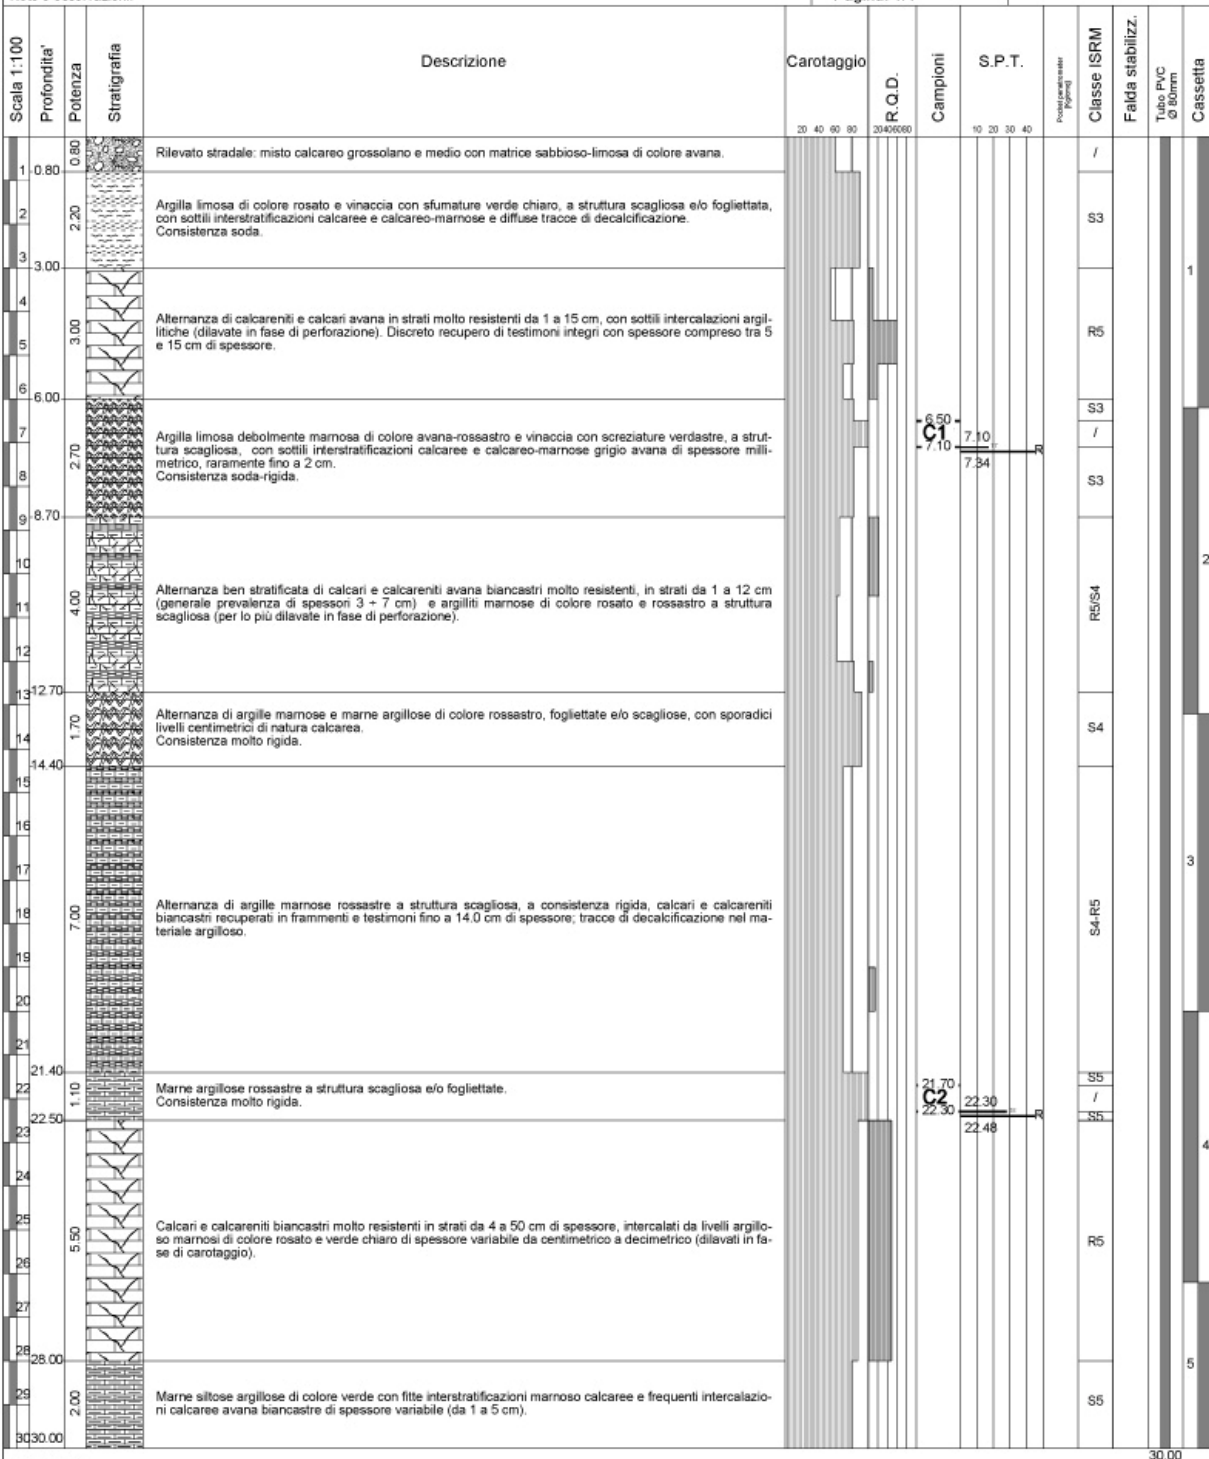 Scala 1:100
Profondita'
Potenza
Stratigrafia
Descrizione
Carotaggio
R.Q.D.
Campioni
S.P.T.
Classe ISRM
Falda stabilizz.
Tubo PVC
Ø 80mm
Cassetta
20 40 60 80
20406080
10 20 30 40
0.80
Rilevato stradale: misto calcareo grossolano e medio con matrice sabbioso-limosa di colore avana.
/
1
0.80
2.20
Argilla limosa di colore rosato e vinaccia con sfumature verde chiaro, a struttura scagliosa e/o fogliettata,
con sottili interstratificazioni calcaree e calcareo-marnose e diffuse tracce di decalcificazione.
Consistenza soda.
S3
2
3
3.00
1
4
3.00
Alternanza di calcareniti e calcari avana in strati molto resistenti da 1 a 15 cm, con sottili intercalazioni argil-
litiche (dilavate in fase di perforazione). Discreto recupero di testimoni integri con spessore compreso tra 5
e 15 cm di spessore.
R5
5
6
6.00
S3
6.50
C1
7.10
/
7.10
7.34
R
7
2.70
Argilla limosa debolmente marnosa di colore avana-rossastro e vinaccia con screziature verdastre, a strut-
tura scagliosa, con sottili interstratificazioni calcaree e calcareo-marnose grigio avana di spessore milli-
metrico, raramente fino a 2 cm.
Consistenza soda-rigida.
S3
8
9
8.70
2
10
4.00
Alternanza ben stratificata di calcari e calcareniti avana biancastri molto resistenti, in strati da 1 a 12 cm
(generale prevalenza di spessori 3 ÷ 7 cm) e argilliti marnose di colore rosato e rossastro a struttura
scagliosa (per lo più dilavate in fase di perforazione).
R5/S4
11
12
13
12.70
1.70
Alternanza di argille marnose e marne argillose di colore rossastro, fogliettate e/o scagliose, con sporadici
livelli centimetrici di natura calcarea.
Consistenza molto rigida.
S4
14
14.40
15
16
3
17
7.00
Alternanza di argille marnose rossastre a struttura scagliosa, a consistenza rigida, calcari e calcareniti
biancastri recuperati in frammenti e testimoni fino a 14.0 cm di spessore; tracce di decalcificazione nel ma-
teriale argilloso.
S4-R5
18
19
20
21
21.40
S5
22
1.10
Marne argillose rossastre a struttura scagliosa e/o fogliettate.
Consistenza molto rigida.
21.70
C2
22.30
22.30
22.48
R
/
S5
22.50
23
4
24
25
5.50
Calcari e calcareniti biancastri molto resistenti in strati da 4 a 50 cm di spessore, intercalati da livelli argillo-
so marnosi di colore rosato e verde chiaro di spessore variabile da centimetrico a decimetrico (dilavati in fa-
se di carotaggio).
R5
26
27
28
28.00
5
29
2.00
Marne siltose argillose di colore verde con fitte interstratificazioni marnoso calcaree e frequenti intercalazio-
ni calcaree avana biancastre di spessore variabile (da 1 a 5 cm).
S5
30
30.00
30.00